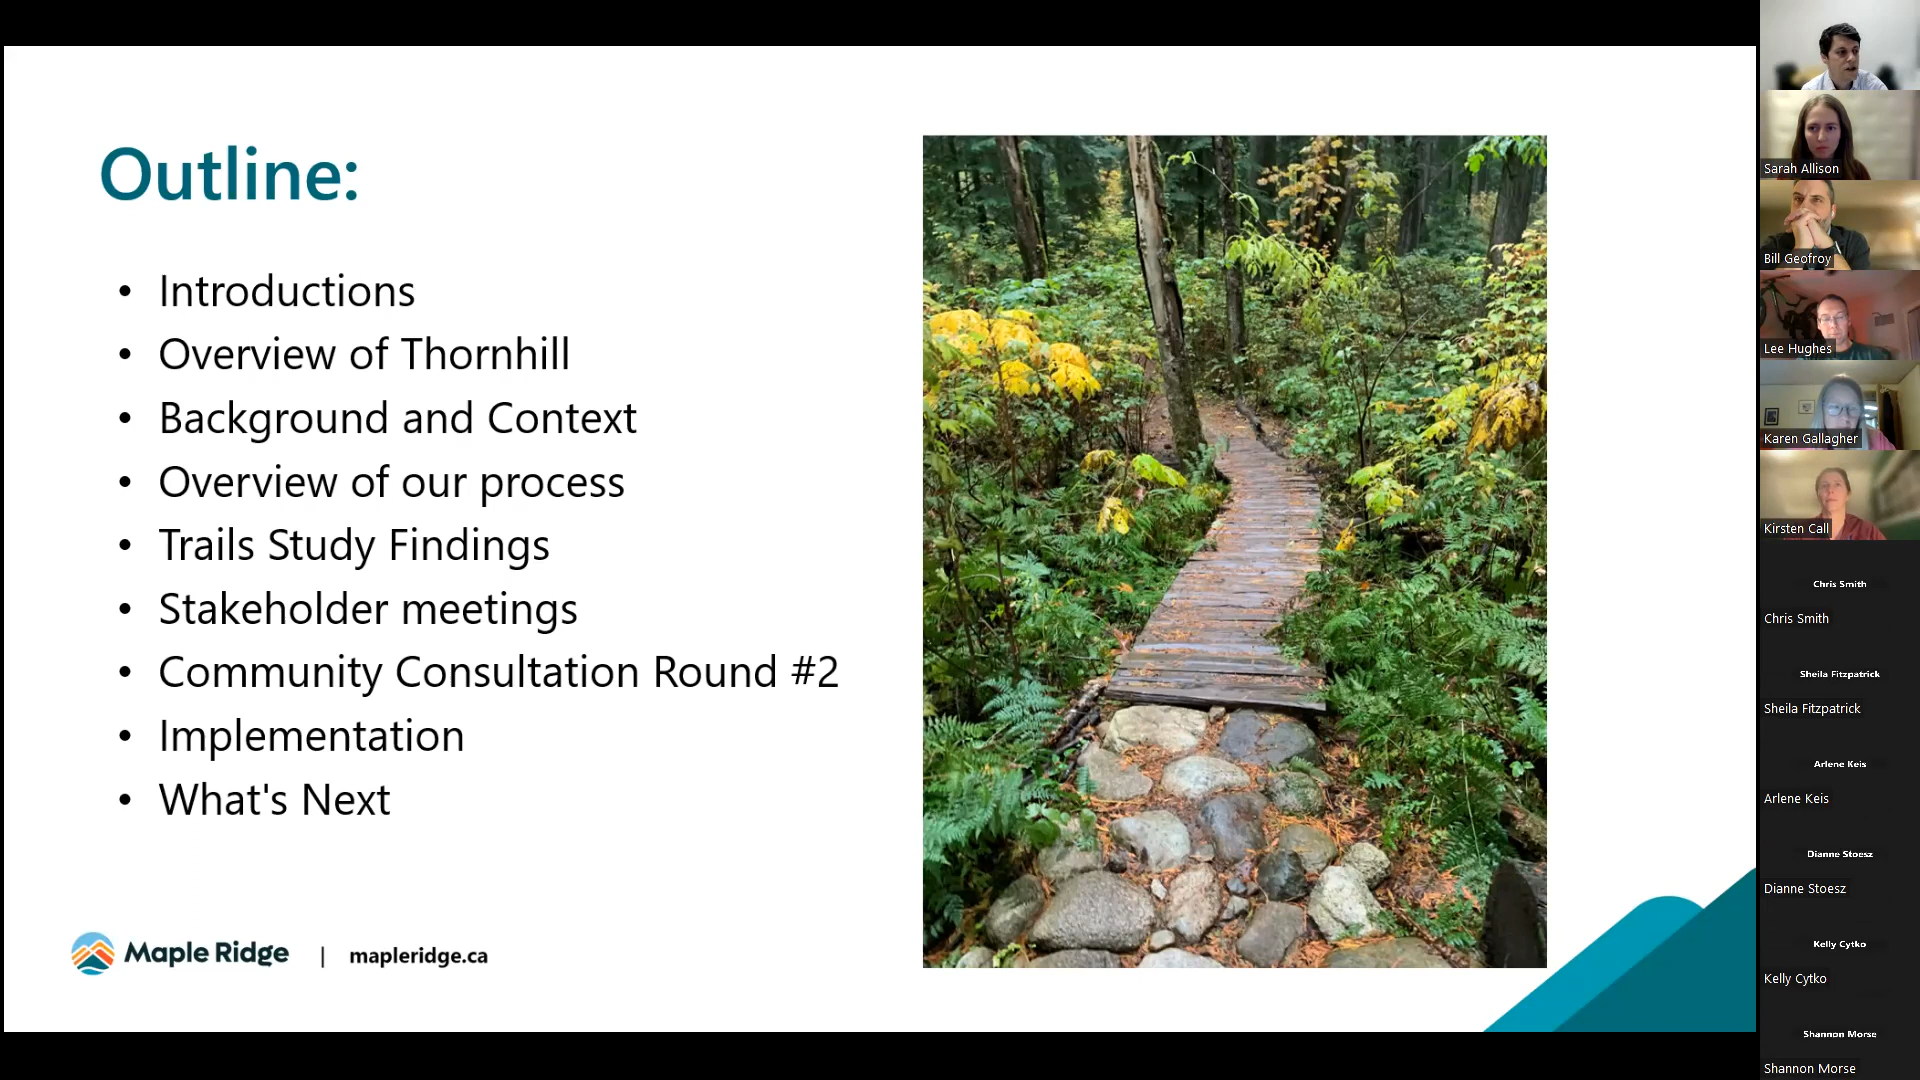 Outline:
• Introductions
• Overview of Thornhill
• Background and Context
• Overview of our process
• Trails Study Findings
• Stakeholder meetings
• Community Consultation Round #2
• Implementation
• What's Next
Maple Ridge | mapleridge.ca
Sarah Allison
Bill Geofroy
Lee Hughes
Karen Gallagher
Kirsten Call
Chris Smith
Chris Smith
Sheila Fitzpatrick
Sheila Fitzpatrick
Arlene Keis
Arlene Keis
Dianne Stoesz
Dianne Stoesz
Kelly Cytko
Kelly Cytko
Shannon Morse
Shannon Morse